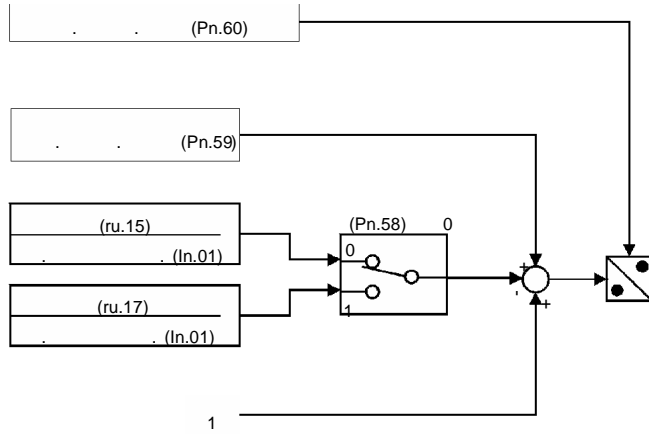 . . (Pn.60)
. . (Pn.59)
(ru.15)
. . (In.01)
(ru.17)
. . (In.01)
(Pn.58) 0
0
1
+
-
+
1